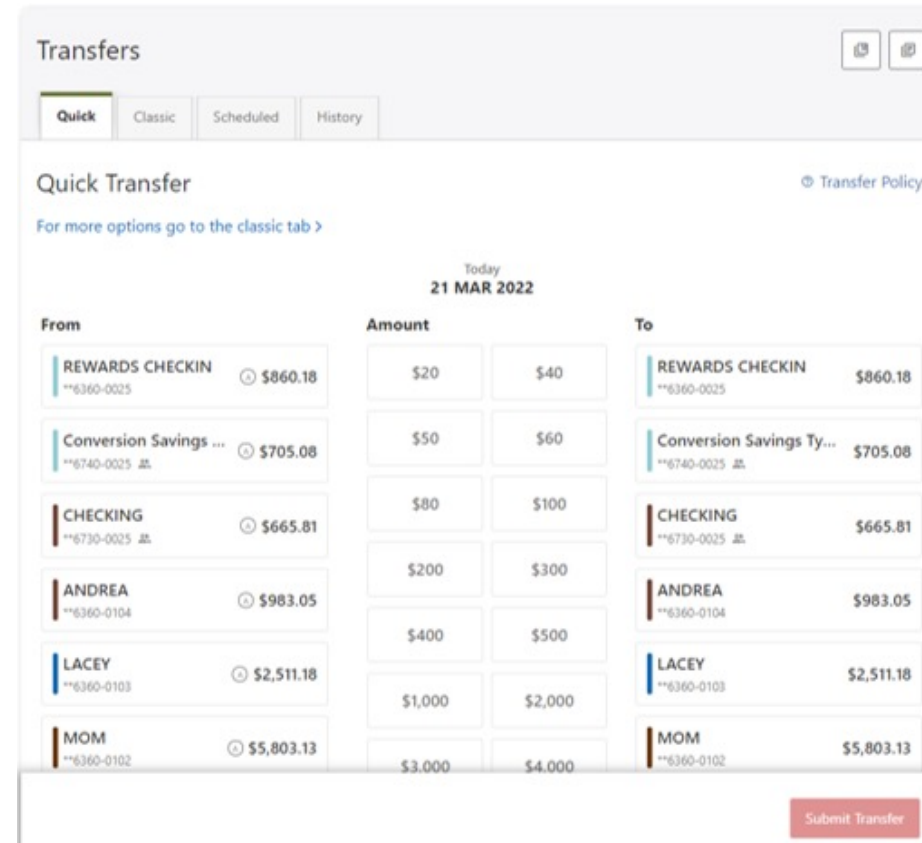 Transfers
Quick Classic Scheduled History
Quick Transfer
Transfer Policy
For more options go to the classic tab >
Today
21 MAR 2022
From Amount To
REWARDS CHECKIN $860.18
**6360-0025
Conversion Savings ... $705.08
**6740-0025
CHECKING $665.81
**6730-0025
ANDREA $983.05
**6360-0104
LACEY $2,511.18
**6360-0103
MOM $5,803.13
**6360-0102
$20 $40
$50 $60
$80 $100
$200 $300
$400 $500
$1,000 $2,000
$3,000 $4,000
REWARDS CHECKIN $860.18
**6360-0025
Conversion Savings Ty... $705.08
**6740-0025
CHECKING $665.81
**6730-0025
ANDREA $983.05
**6360-0104
LACEY $2,511.18
**6360-0103
MOM $5,803.13
**6360-0102
Submit Transfer